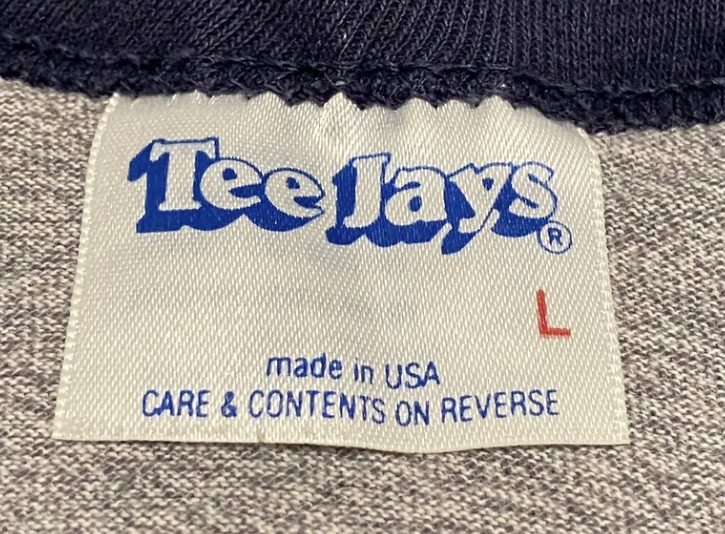 Tee Jays®
L
made in USA
CARE & CONTENTS ON REVERSE